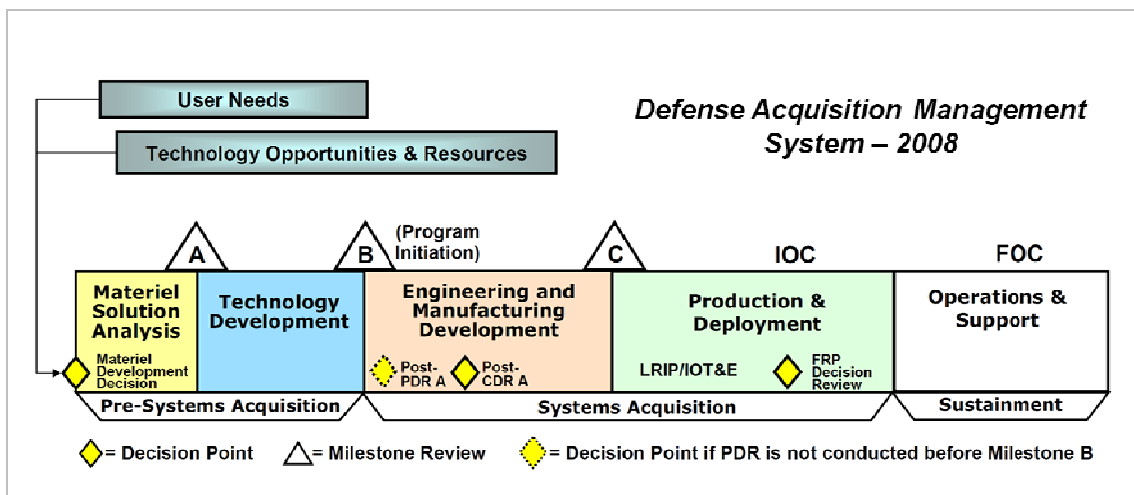 User Needs
Defense Acquisition Management
System – 2008
Technology Opportunities & Resources
A
B
(Program
Initiation)
C
IOC
FOC
Materiel
Solution
Analysis
Technology
Development
Engineering and
Manufacturing
Development
Production &
Deployment
Operations &
Support
Materiel
Development
Decision
Post-
PDR A
Post-
CDR A
LRIP/IOT&E
FRP
Decision
Review
Pre-Systems Acquisition
Systems Acquisition
Sustainment
= Decision Point
= Milestone Review
= Decision Point if PDR is not conducted before Milestone B